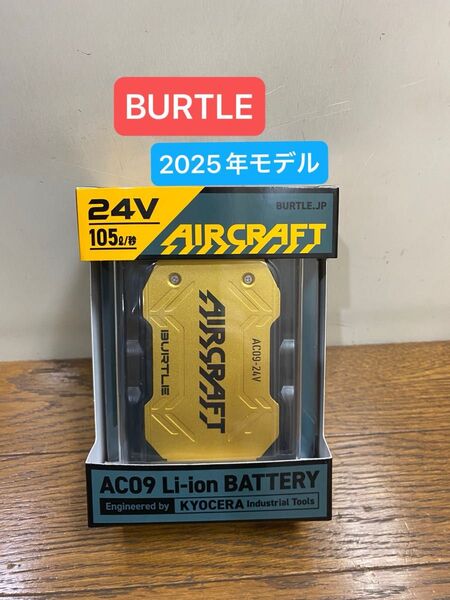 BURTLE
2025年モデル
24V
BURTLE.JP
105ℓ/秒
AIRCRAFT
AIRCRAFT
BURTLE
AC09-24V
AC09 Li-ion BATTERY
Engineered by KYOCERA Industrial Tools